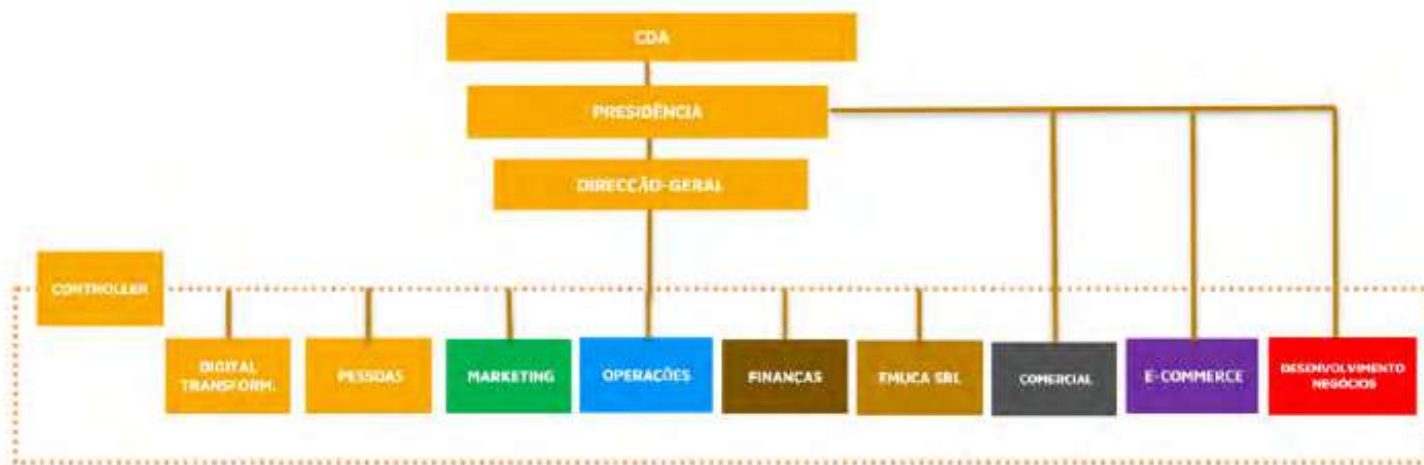 CDA
PRESIDÊNCIA
DIRECÇÃO-GERAL
CONTROLLER
DIGITAL
TRANSFORM.
PESSOAS
MARKETING
OPERAÇÕES
FINANÇAS
EMUCA SRL
COMERCIAL
E-COMMERCE
DESENVOLVIMENTO
NEGÓCIOS